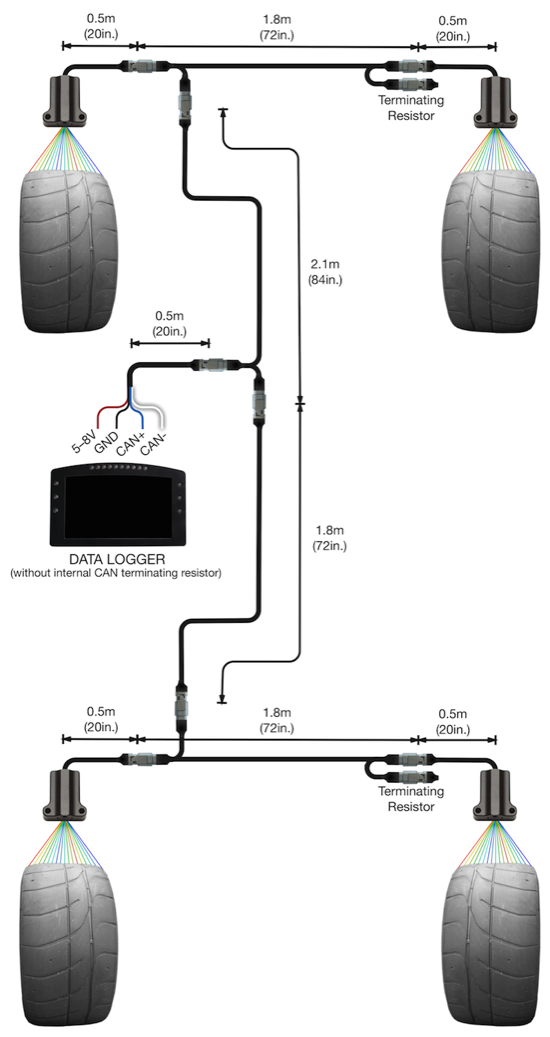 0.5m
(20in.)
1.8m
(72in.)
0.5m
(20in.)
Terminating
Resistor
2.1m
(84in.)
0.5m
(20in.)
5–8V
GND
CAN+
CAN-
DATA LOGGER
(without internal CAN terminating resistor)
1.8m
(72in.)
0.5m
(20in.)
1.8m
(72in.)
0.5m
(20in.)
Terminating
Resistor